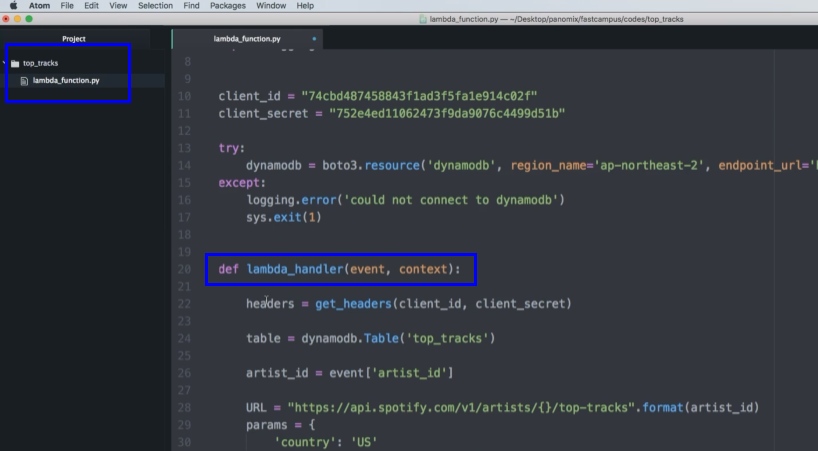 Atom File Edit View Selection Find Packages Window Help
lambda_function.py — ~/Desktop/panomix/fastcampus/codes/top_tracks
Project
lambda_function.py
top_tracks
lambda_function.py
8
9
10 client_id = "74cbd487458843f1ad3f5fa1e914c02f"
11 client_secret = "752e4ed11062473f9da9076c4499d51b"
12
13 try:
14 dynamodb = boto3.resource('dynamodb', region_name='ap-northeast-2', endpoint_url='
15 except:
16 logging.error('could not connect to dynamodb')
17 sys.exit(1)
18
19
20 def lambda_handler(event, context):
21
22 headers = get_headers(client_id, client_secret)
23
24 table = dynamodb.Table('top_tracks')
25
26 artist_id = event['artist_id']
27
28 URL = "https://api.spotify.com/v1/artists/{}/top-tracks".format(artist_id)
29 params = {
30 'country': 'US'